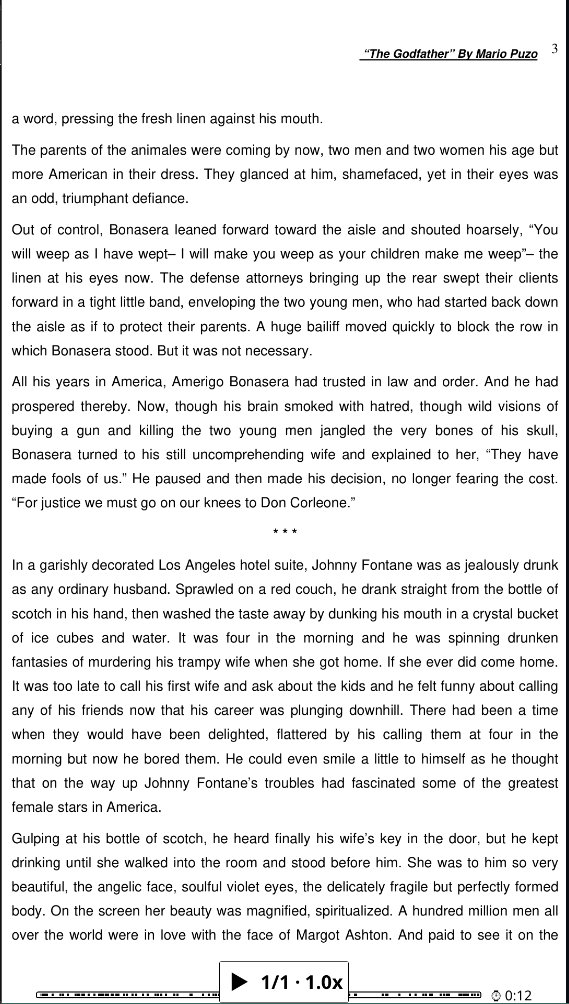 "The Godfather" By Mario Puzo 3
a word, pressing the fresh linen against his mouth.
The parents of the animales were coming by now, two men and two women his age but
more American in their dress. They glanced at him, shamefaced, yet in their eyes was
an odd, triumphant defiance.
Out of control, Bonasera leaned forward toward the aisle and shouted hoarsely, “You
will weep as I have wept– I will make you weep as your children make me weep”– the
linen at his eyes now. The defense attorneys bringing up the rear swept their clients
forward in a tight little band, enveloping the two young men, who had started back down
the aisle as if to protect their parents. A huge bailiff moved quickly to block the row in
which Bonasera stood. But it was not necessary.
All his years in America, Amerigo Bonasera had trusted in law and order. And he had
prospered thereby. Now, though his brain smoked with hatred, though wild visions of
buying a gun and killing the two young men jangled the very bones of his skull,
Bonasera turned to his still uncomprehending wife and explained to her, “They have
made fools of us.” He paused and then made his decision, no longer fearing the cost.
“For justice we must go on our knees to Don Corleone.”
* * *
In a garishly decorated Los Angeles hotel suite, Johnny Fontane was as jealously drunk
as any ordinary husband. Sprawled on a red couch, he drank straight from the bottle of
scotch in his hand, then washed the taste away by dunking his mouth in a crystal bucket
of ice cubes and water. It was four in the morning and he was spinning drunken
fantasies of murdering his trampy wife when she got home. If she ever did come home.
It was too late to call his first wife and ask about the kids and he felt funny about calling
any of his friends now that his career was plunging downhill. There had been a time
when they would have been delighted, flattered by his calling them at four in the
morning but now he bored them. He could even smile a little to himself as he thought
that on the way up Johnny Fontane’s troubles had fascinated some of the greatest
female stars in America.
Gulping at his bottle of scotch, he heard finally his wife’s key in the door, but he kept
drinking until she walked into the room and stood before him. She was to him so very
beautiful, the angelic face, soulful violet eyes, the delicately fragile but perfectly formed
body. On the screen her beauty was magnified, spiritualized. A hundred million men all
over the world were in love with the face of Margot Ashton. And paid to see it on the
1/1 · 1.0x
0:12